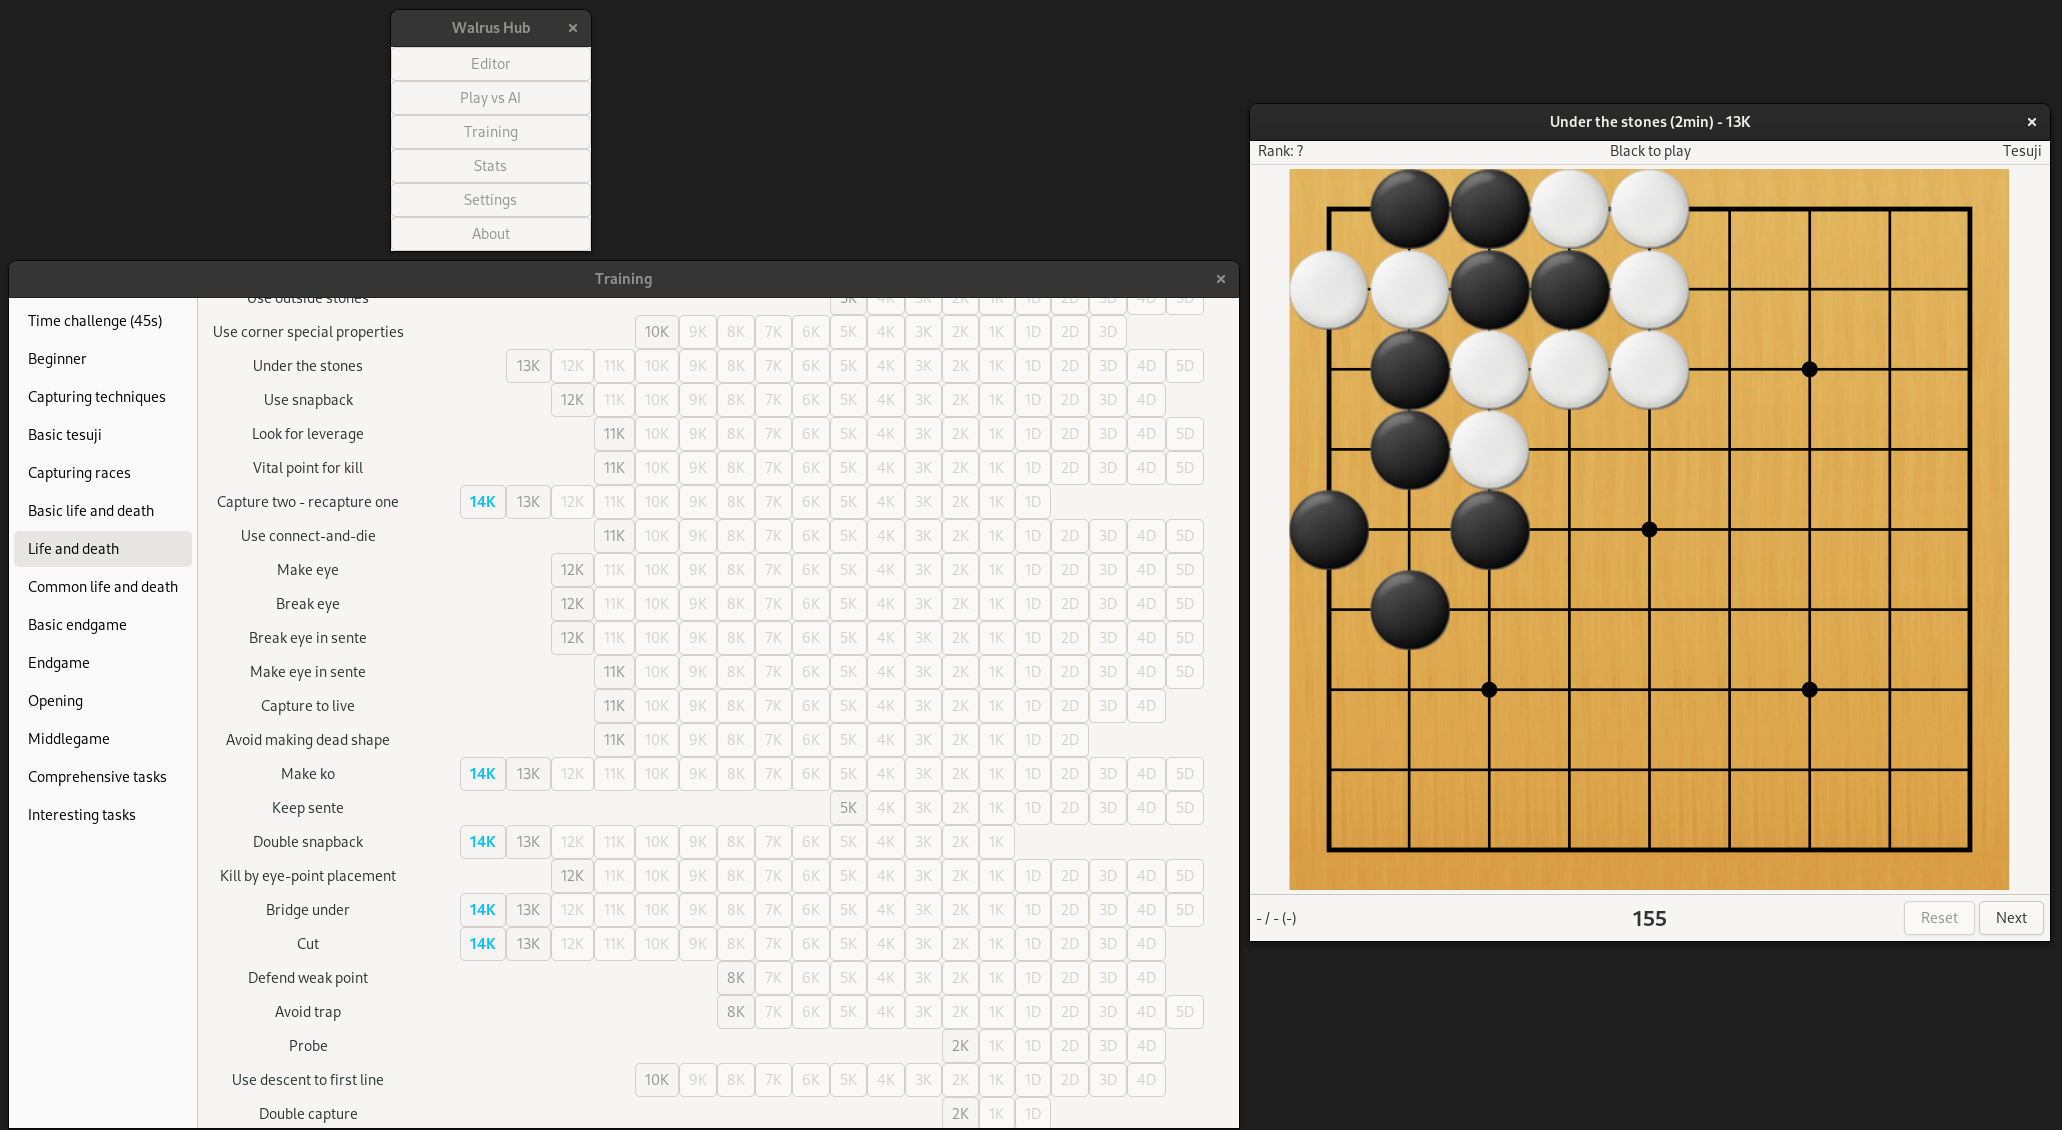 Walrus Hub
Editor
Play vs AI
Training
Stats
Settings
About
Training
Time challenge (45s)
Beginner
Capturing techniques
Basic tesuji
Capturing races
Basic life and death
Life and death
Common life and death
Basic endgame
Endgame
Opening
Middlegame
Comprehensive tasks
Interesting tasks
Use outside stones 5K 4K 3K 2K 1K 1D 2D 3D 4D 5D
Use corner special properties 10K 9K 8K 7K 6K 5K 4K 3K 2K 1K 1D 2D 3D
Under the stones 13K 12K 11K 10K 9K 8K 7K 6K 5K 4K 3K 2K 1K 1D 2D 3D 4D 5D
Use snapback 12K 11K 10K 9K 8K 7K 6K 5K 4K 3K 2K 1K 1D 2D 3D 4D
Look for leverage 11K 10K 9K 8K 7K 6K 5K 4K 3K 2K 1K 1D 2D 3D 4D 5D
Vital point for kill 11K 10K 9K 8K 7K 6K 5K 4K 3K 2K 1K 1D 2D 3D 4D 5D
Capture two - recapture one 14K 13K 12K 11K 10K 9K 8K 7K 6K 5K 4K 3K 2K 1K 1D
Use connect-and-die 11K 10K 9K 8K 7K 6K 5K 4K 3K 2K 1K 1D 2D 3D 4D 5D
Make eye 12K 11K 10K 9K 8K 7K 6K 5K 4K 3K 2K 1K 1D 2D 3D 4D 5D
Break eye 12K 11K 10K 9K 8K 7K 6K 5K 4K 3K 2K 1K 1D 2D 3D 4D 5D
Break eye in sente 12K 11K 10K 9K 8K 7K 6K 5K 4K 3K 2K 1K 1D 2D 3D 4D 5D
Make eye in sente 11K 10K 9K 8K 7K 6K 5K 4K 3K 2K 1K 1D 2D 3D 4D 5D
Capture to live 11K 10K 9K 8K 7K 6K 5K 4K 3K 2K 1K 1D 2D 3D 4D
Avoid making dead shape 11K 10K 9K 8K 7K 6K 5K 4K 3K 2K 1K 1D 2D
Make ko 14K 13K 12K 11K 10K 9K 8K 7K 6K 5K 4K 3K 2K 1K 1D 2D 3D 4D 5D
Keep sente 5K 4K 3K 2K 1K 1D 2D 3D 4D 5D
Double snapback 14K 13K 12K 11K 10K 9K 8K 7K 6K 5K 4K 3K 2K 1K
Kill by eye-point placement 12K 11K 10K 9K 8K 7K 6K 5K 4K 3K 2K 1K 1D 2D 3D 4D 5D
Bridge under 14K 13K 12K 11K 10K 9K 8K 7K 6K 5K 4K 3K 2K 1K 1D 2D 3D 4D 5D
Cut 14K 13K 12K 11K 10K 9K 8K 7K 6K 5K 4K 3K 2K 1K 1D 2D 3D 4D
Defend weak point 8K 7K 6K 5K 4K 3K 2K 1K 1D 2D 3D 4D
Avoid trap 8K 7K 6K 5K 4K 3K 2K 1K 1D 2D 3D 4D 5D
Probe 2K 1K 1D 2D 3D 4D
Use descent to first line 10K 9K 8K 7K 6K 5K 4K 3K 2K 1K 1D 2D 3D 4D
Double capture 2K 1K 1D
Under the stones (2min) - 13K
Rank: ? Black to play Tesuji
- / - (-) 155 Reset Next